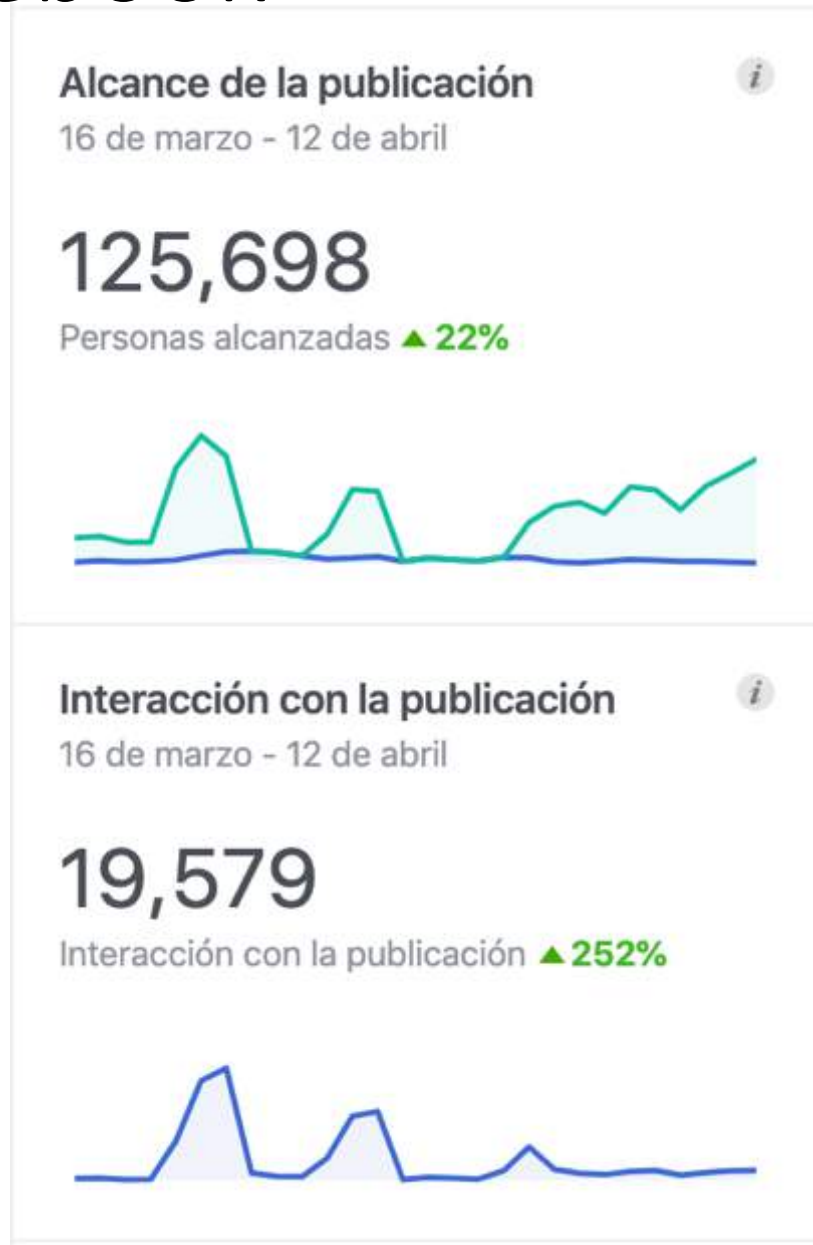 Alcance de la publicación
16 de marzo - 12 de abril
125,698
Personas alcanzadas ▲ 22%
Interacción con la publicación
16 de marzo - 12 de abril
19,579
Interacción con la publicación ▲ 252%